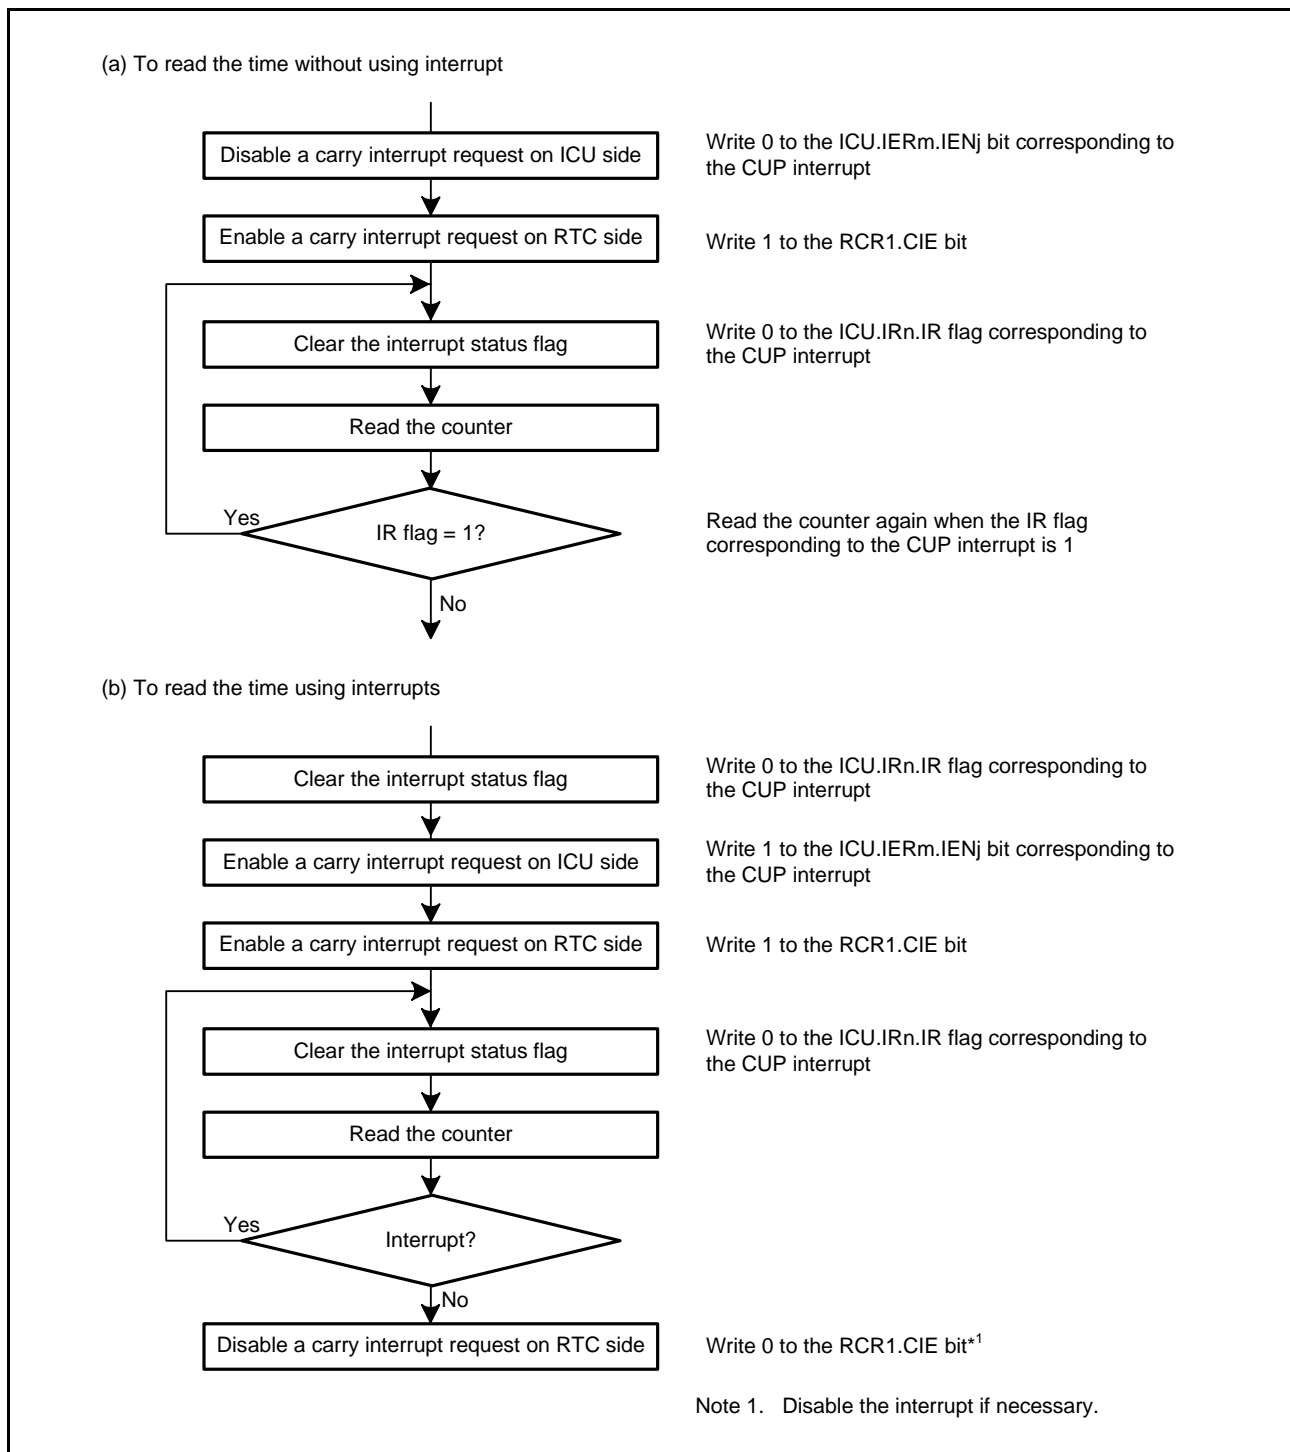 (a) To read the time without using interrupt
Disable a carry interrupt request on ICU side
Write 0 to the ICU.IERm.IENj bit corresponding to
the CUP interrupt
Enable a carry interrupt request on RTC side
Write 1 to the RCR1.CIE bit
Clear the interrupt status flag
Write 0 to the ICU.IRn.IR flag corresponding to
the CUP interrupt
Read the counter
Yes
IR flag = 1?
Read the counter again when the IR flag
corresponding to the CUP interrupt is 1
No
(b) To read the time using interrupts
Clear the interrupt status flag
Write 0 to the ICU.IRn.IR flag corresponding to
the CUP interrupt
Enable a carry interrupt request on ICU side
Write 1 to the ICU.IERm.IENj bit corresponding to
the CUP interrupt
Enable a carry interrupt request on RTC side
Write 1 to the RCR1.CIE bit
Clear the interrupt status flag
Write 0 to the ICU.IRn.IR flag corresponding to
the CUP interrupt
Read the counter
Yes
Interrupt?
No
Disable a carry interrupt request on RTC side
Write 0 to the RCR1.CIE bit*1
Note 1. Disable the interrupt if necessary.